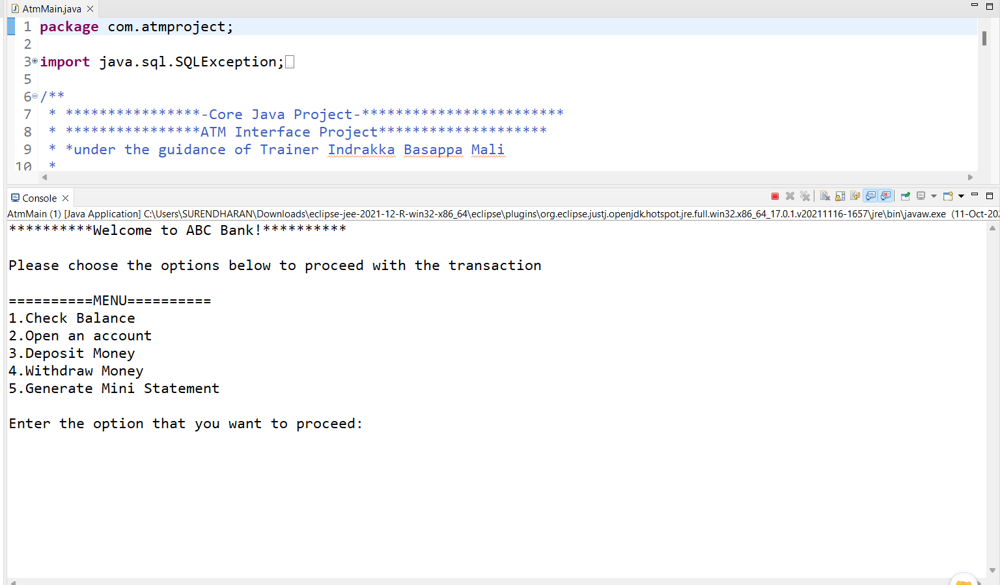 AtmMain.java
1 package com.atmproject;
2
3 import java.sql.SQLException;
5
6 /**
7 * ****************-Core Java Project-************************
8 * ****************ATM Interface Project********************
9 * *under the guidance of Trainer Indrakka Basappa Mali
10 *
Console
AtmMain (1) [Java Application] C:\Users\SURENDHARAN\Downloads\eclipse-jee-2021-12-R-win32-x86_64\eclipse\plugins\org.eclipse.justj.openjdk.hotspot.jre.full.win32.x86_64_17.0.1.v20211116-1657\jre\bin\javaw.exe (11-Oct-202
**********Welcome to ABC Bank!**********
Please choose the options below to proceed with the transaction
==========MENU==========
1.Check Balance
2.Open an account
3.Deposit Money
4.Withdraw Money
5.Generate Mini Statement
Enter the option that you want to proceed: